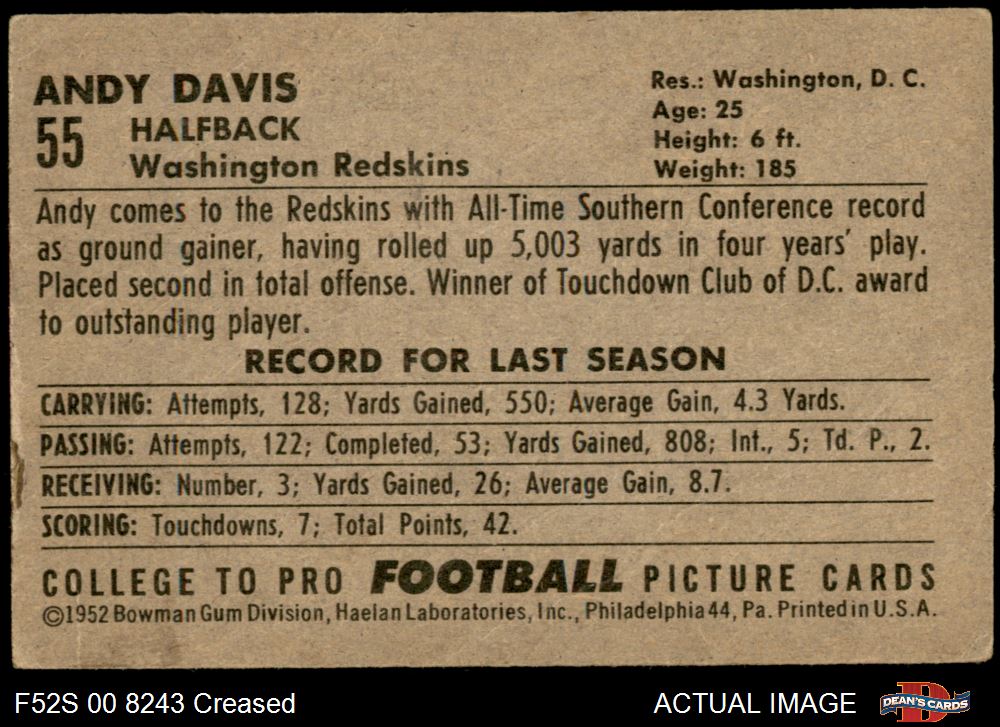 ANDY DAVIS
55
HALFBACK
Washington Redskins
Res.: Washington, D. C.
Age: 25
Height: 6 ft.
Weight: 185
Andy comes to the Redskins with All-Time Southern Conference record
as ground gainer, having rolled up 5,003 yards in four years' play.
Placed second in total offense. Winner of Touchdown Club of D.C. award
to outstanding player.
RECORD FOR LAST SEASON
CARRYING: Attempts, 128; Yards Gained, 550; Average Gain, 4.3 Yards.
PASSING: Attempts, 122; Completed, 53; Yards Gained, 808; Int., 5; Td. P., 2.
RECEIVING: Number, 3; Yards Gained, 26; Average Gain, 8.7.
SCORING: Touchdowns, 7; Total Points, 42.
COLLEGE TO PRO FOOTBALL PICTURE CARDS
©1952 Bowman Gum Division, Haelan Laboratories, Inc., Philadelphia 44, Pa. Printed in U.S.A.
F52S 00 8243 Creased
ACTUAL IMAGE
D
DEAN'S CARDS